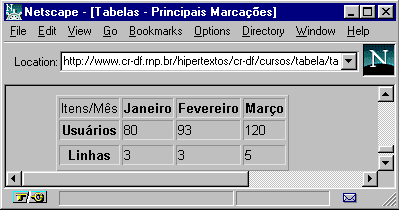 Netscape - [Tabelas - Principais Marcações]
File Edit View Go Bookmarks Options Directory Window Help
Location: http://www.cr-df.rnp.br/hipertextos/cr-df/cursos/tabela/ta N
Itens/Mês Janeiro Fevereiro Março
Usuários 80 93 120
Linhas 3 3 5